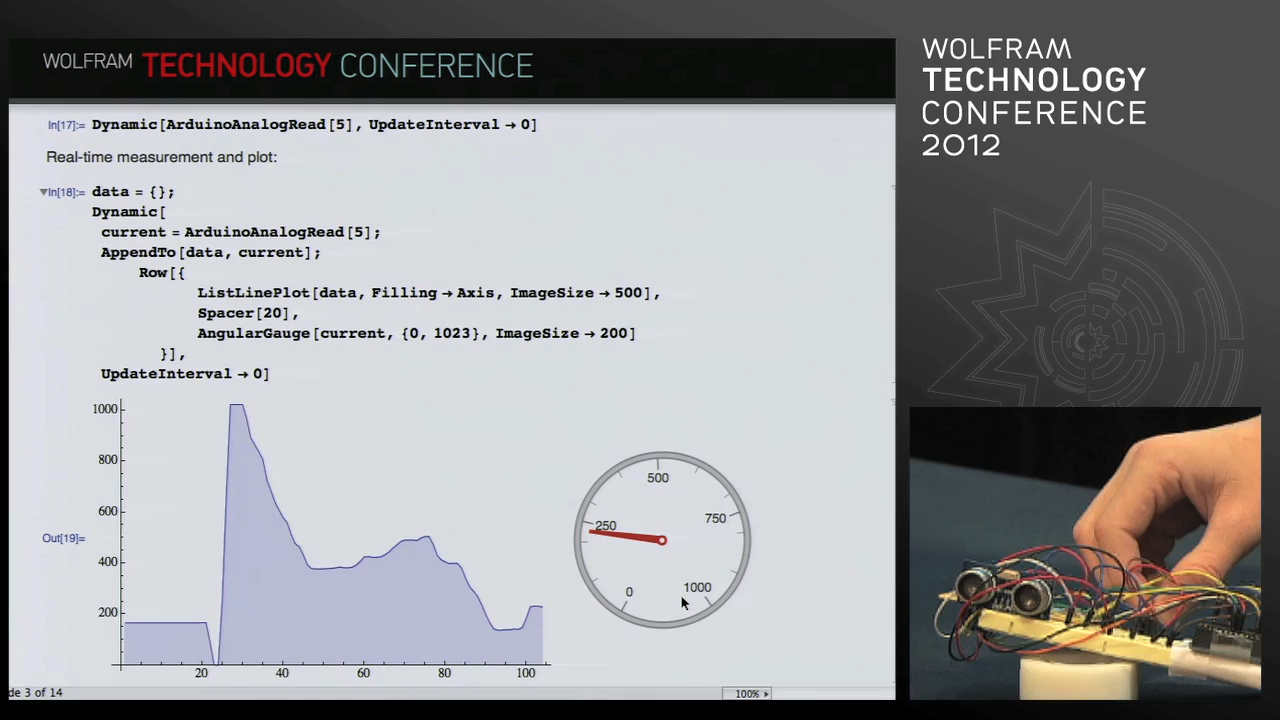 WOLFRAM TECHNOLOGY CONFERENCE
In[17]:= Dynamic[ArduinoAnalogRead[5], UpdateInterval → 0]
Real-time measurement and plot:
In[18]:= data = {};
Dynamic[
current = ArduinoAnalogRead[5];
AppendTo[data, current];
Row[{
ListLinePlot[data, Filling → Axis, ImageSize → 500],
Spacer[20],
AngularGauge[current, {0, 1023}, ImageSize → 200]
}],
UpdateInterval → 0]
1000
800
600
400
200
20 40 60 80 100
Out[19]=
500
250
750
0
1000
de 3 of 14
100%
WOLFRAM
TECHNOLOGY
CONFERENCE
2012